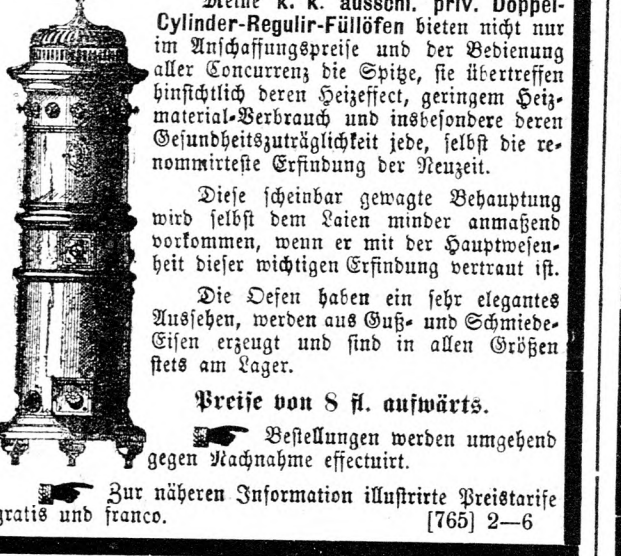 Meine k. k. ausschl. priv. Doppel-
Cylinder-Regulir-Füllöfen bieten nicht nur
im Anschaffungspreise und der Bedienung
aller Concurrenz die Spitze, sie übertreffen
hinsichtlich deren Heizeffect, geringem Heiz-
material-Verbrauch und insbesondere deren
Gesundheitszuträglichkeit jede, selbst die re-
nommirteste Erfindung der Neuzeit.
Diese scheinbar gewagte Behauptung
wird selbst dem Laien minder anmaßend
vorkommen, wenn er mit der Hauptwesen-
heit dieser wichtigen Erfindung vertraut ist.
Die Oefen haben ein sehr elegantes
Aussehen, werden aus Guß- und Schmiede-
Eisen erzeugt und sind in allen Größen
stets am Lager.
Preise von 8 fl. aufwärts.
☛ Bestellungen werden umgehend
gegen Nachnahme effectuirt.
☛ Zur näheren Information illustrirte Preistarife
gratis und franco. [765] 2—6